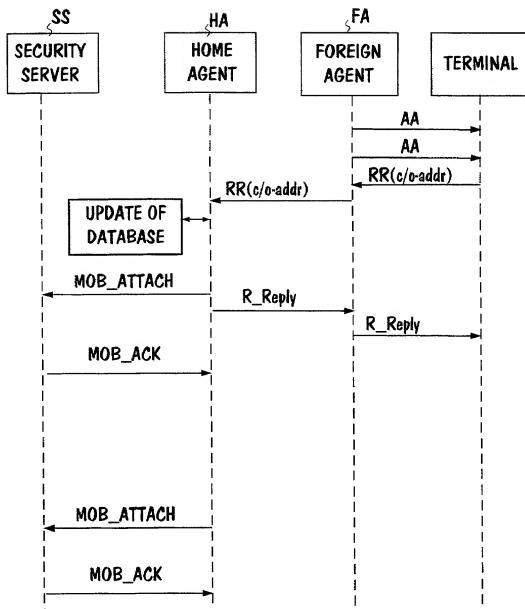 SS
HA
FA
SECURITY
SERVER
HOME
AGENT
FOREIGN
AGENT
TERMINAL
AA
AA
RR(c/o-addr)
RR(c/o-addr)
UPDATE OF
DATABASE
MOB_ATTACH
R_Reply
R_Reply
MOB_ACK
MOB_ATTACH
MOB_ACK